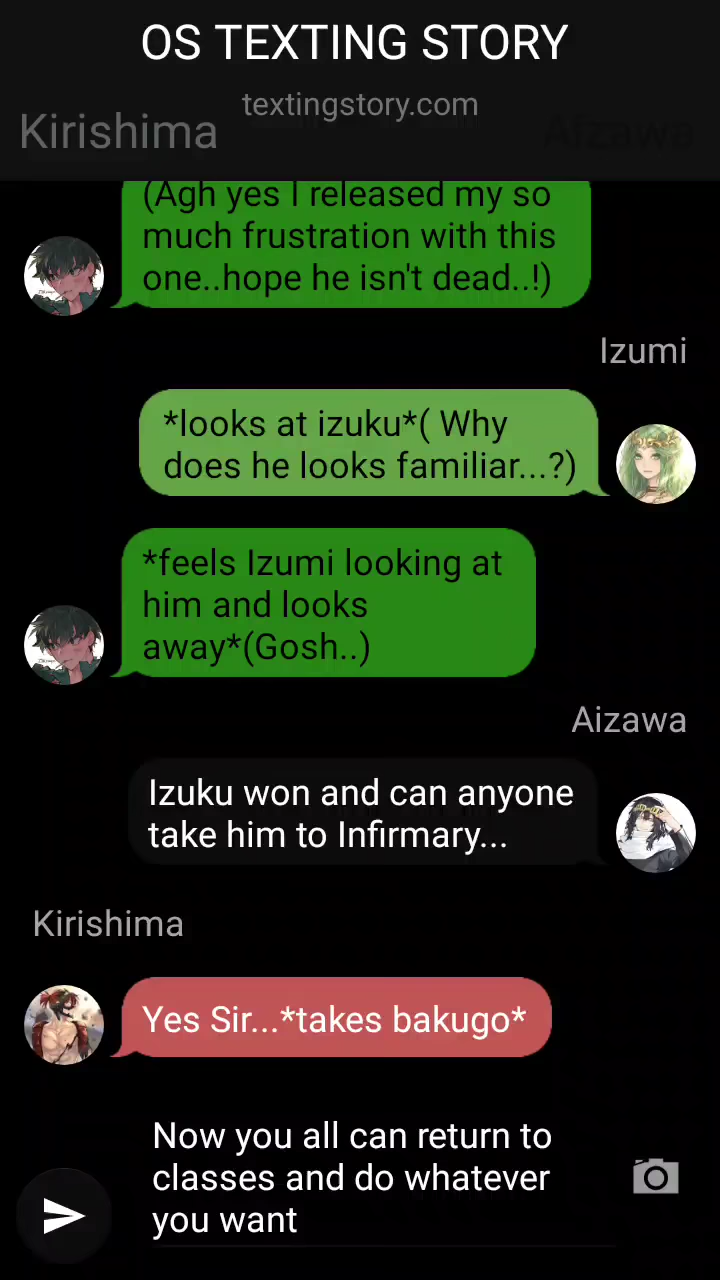 OS TEXTING STORY
textingstory.com
Kirishima
Aizawa
(Agh yes I released my so
much frustration with this
one..hope he isn't dead..!)
Izumi
*looks at izuku*( Why
does he looks familiar...?)
*feels Izumi looking at
him and looks
away*(Gosh..)
Aizawa
Izuku won and can anyone
take him to Infirmary...
Kirishima
Yes Sir...*takes bakugo*
Now you all can return to
classes and do whatever
you want